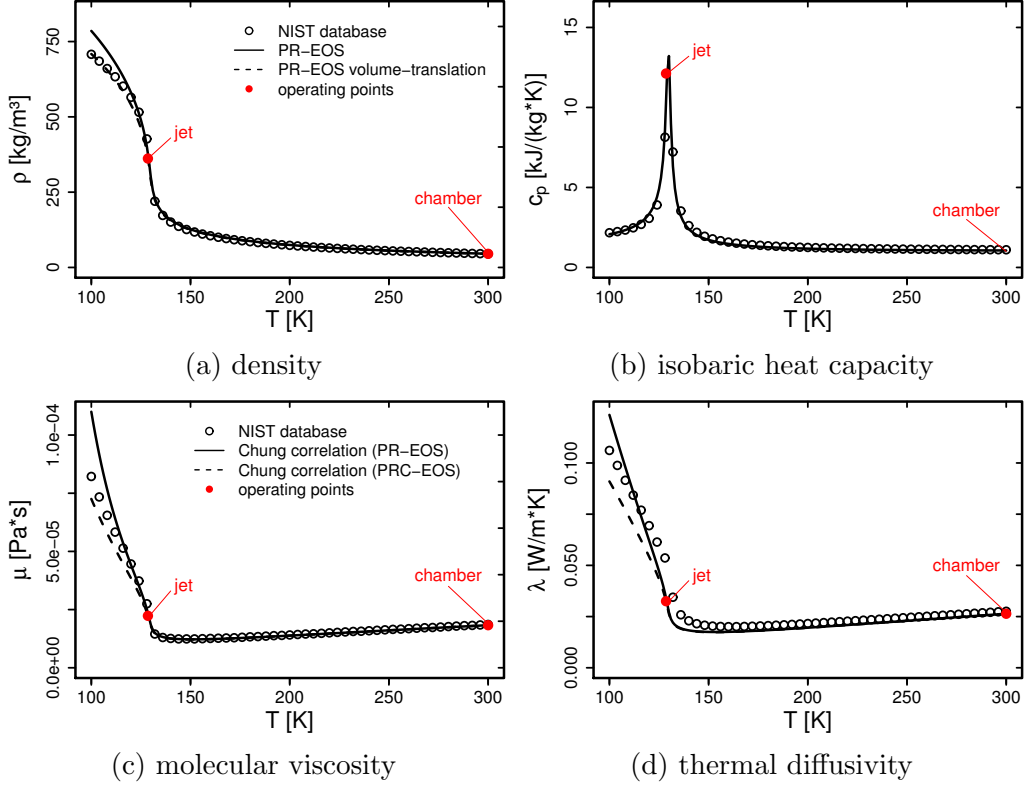 NIST database
PR−EOS
PR−EOS volume−translation
operating points
jet
chamber
ρ [kg/m³]
0 250 500 750
100 150 200 250 300
T [K]
(a) density
jet
chamber
cp [kJ/(kg*K)]
0 5 10 15
100 150 200 250 300
T [K]
(b) isobaric heat capacity
NIST database
Chung correlation (PR−EOS)
Chung correlation (PRC−EOS)
operating points
jet
chamber
μ [Pa*s]
0.0e+00 5.0e−05 1.0e−04
100 150 200 250 300
T [K]
(c) molecular viscosity
jet
chamber
λ [W/m*K]
0.000 0.050 0.100
100 150 200 250 300
T [K]
(d) thermal diffusivity